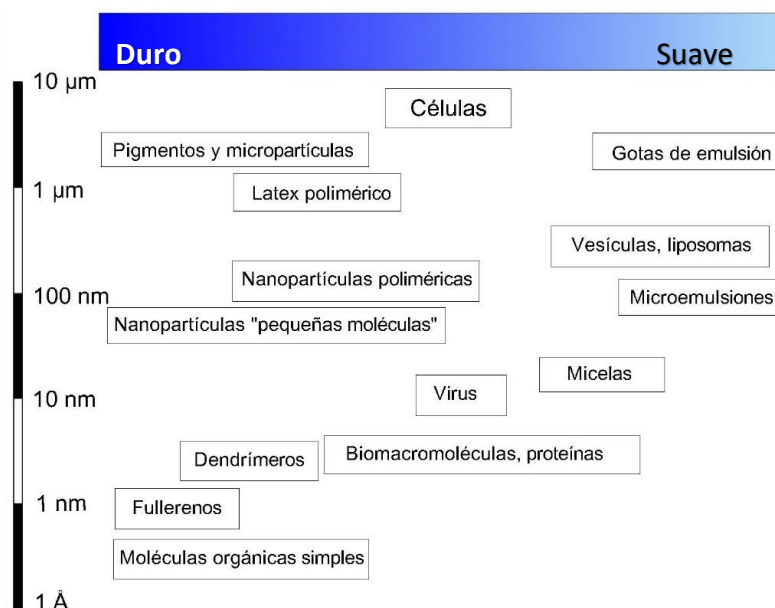 Duro
Suave
10 µm
Células
Pigmentos y micropartículas
Gotas de emulsión
1 µm
Latex polimérico
Vesículas, liposomas
Nanopartículas poliméricas
100 nm
Microemulsiones
Nanopartículas "pequeñas moléculas"
Micelas
10 nm
Virus
Dendrímeros
Biomacromoléculas, proteínas
1 nm
Fullerenos
Moléculas orgánicas simples
1 Å